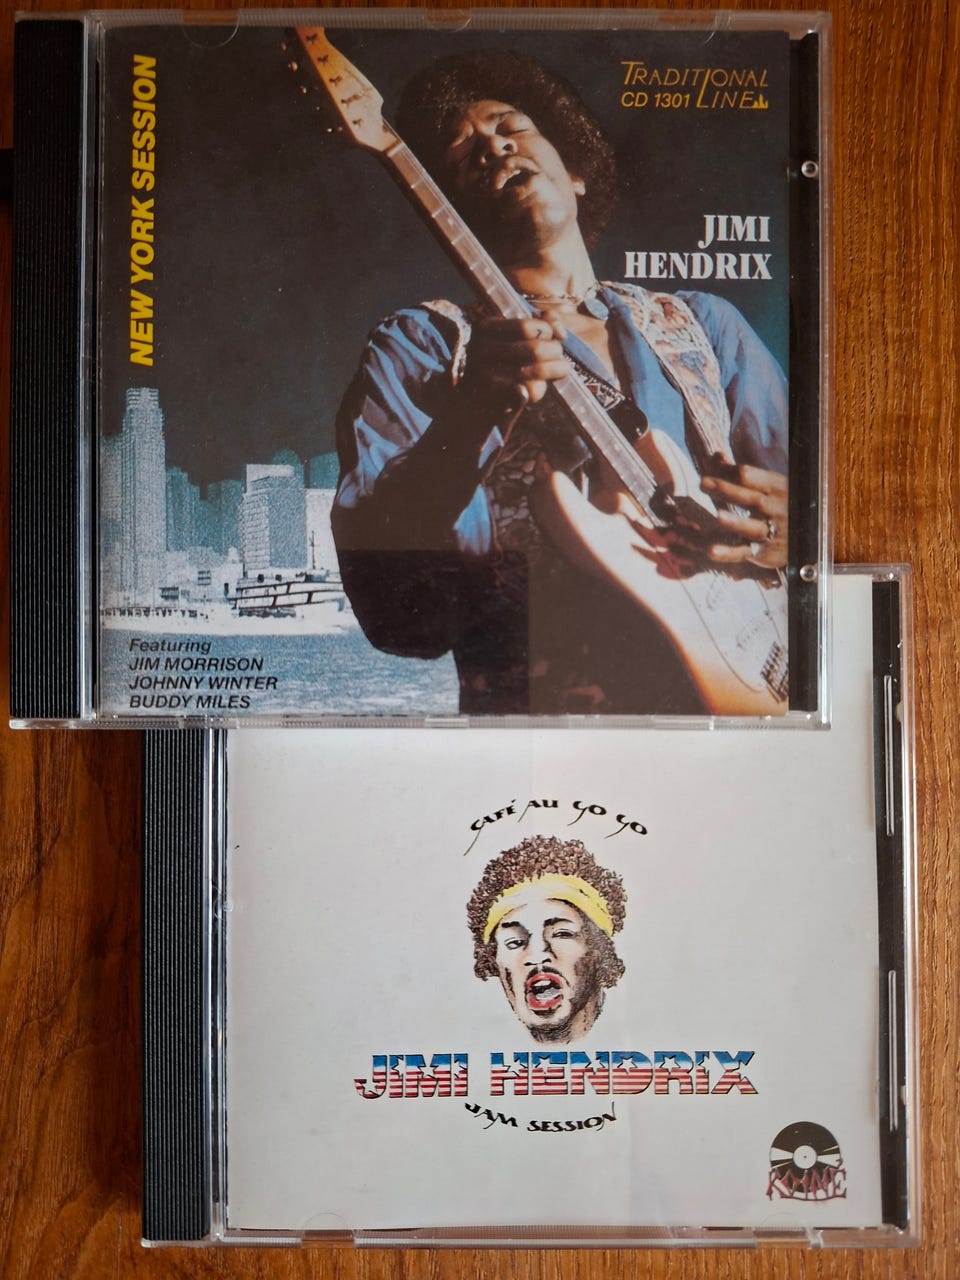 NEW YORK SESSION
TRADITIONAL
CD 1301 LINE
JIMI
HENDRIX
Featuring
JIM MORRISON
JOHNNY WINTER
BUDDY MILES
CAFÉ AU GO GO
JIMI HENDRIX
JAM SESSION
KOINÈ